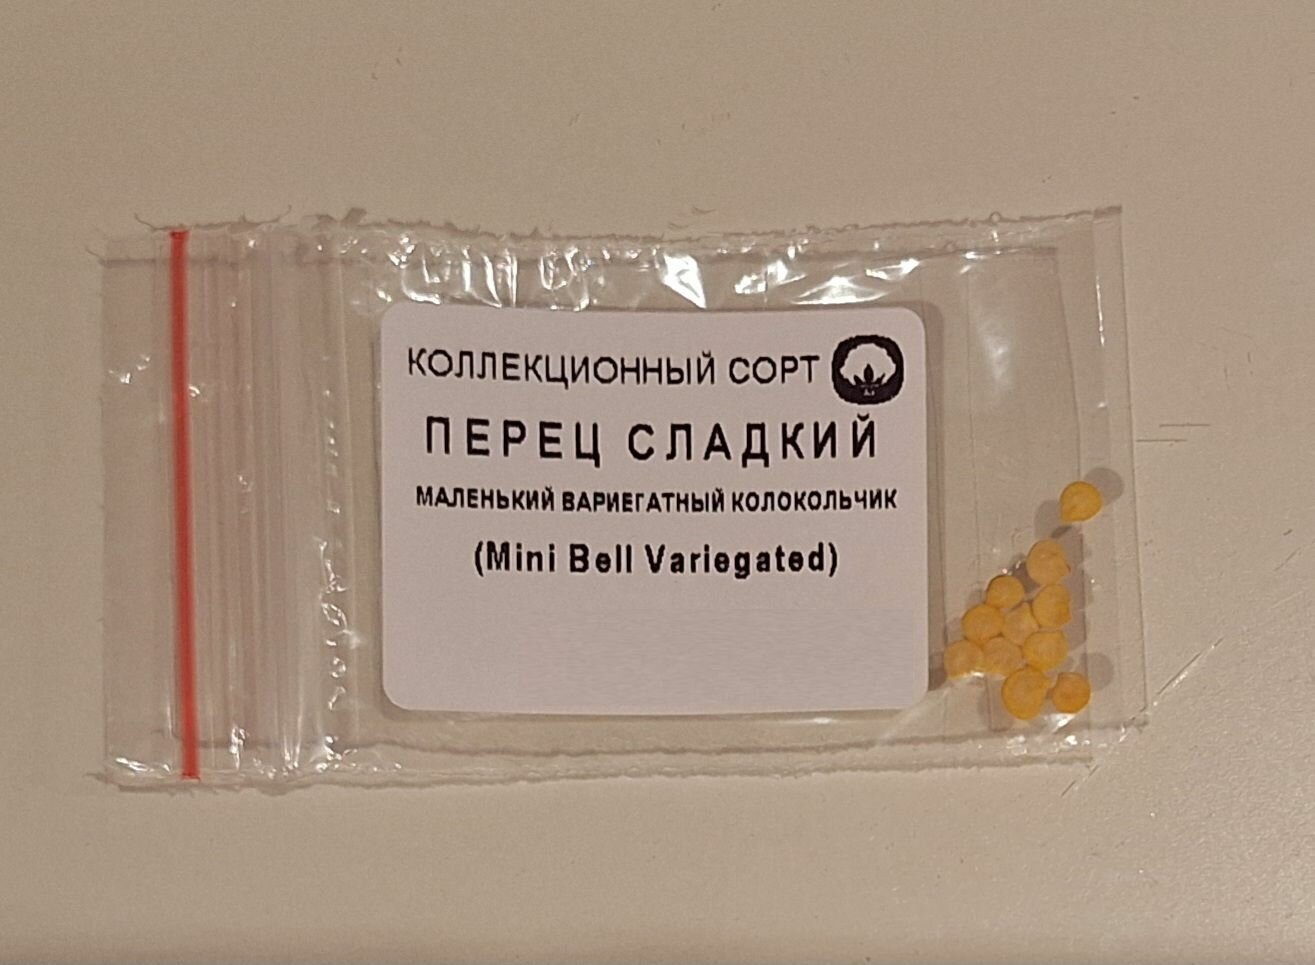 КОЛЛЕКЦИОННЫЙ СОРТ
ПЕРЕЦ СЛАДКИЙ
МАЛЕНЬКИЙ ВАРИЕГАТНЫЙ КОЛОКОЛЬЧИК
(Mini Bell Variegated)